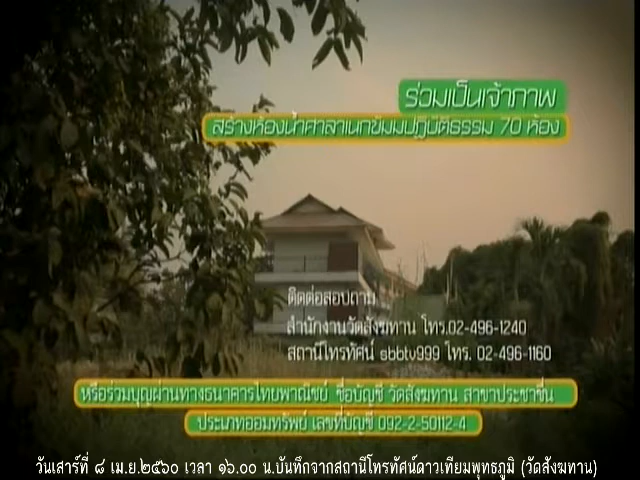 ร่วมเป็นเจ้าภาพ
สร้างห้องน้ำศาลาเนกขัมมปฏิบัติธรรม 70 ห้อง
ติดต่อสอบถาม
สำนักงานวัดสังฆทาน โทร.02-496-1240
สถานีโทรทัศน์ sbbtv999 โทร. 02-496-1160
หรือร่วมบุญผ่านทางธนาคารไทยพาณิชย์ ชื่อบัญชี วัดสังฆทาน สาขาประชาชื่น
ประเภทออมทรัพย์ เลขที่บัญชี 092-2-50112-4
วันเสาร์ที่ ๘ เม.ย.๒๕๖๐ เวลา ๑๖.๐๐ น.บันทึกจากสถานีโทรทัศน์ดาวเทียมพุทธภูมิ (วัดสังฆทาน)